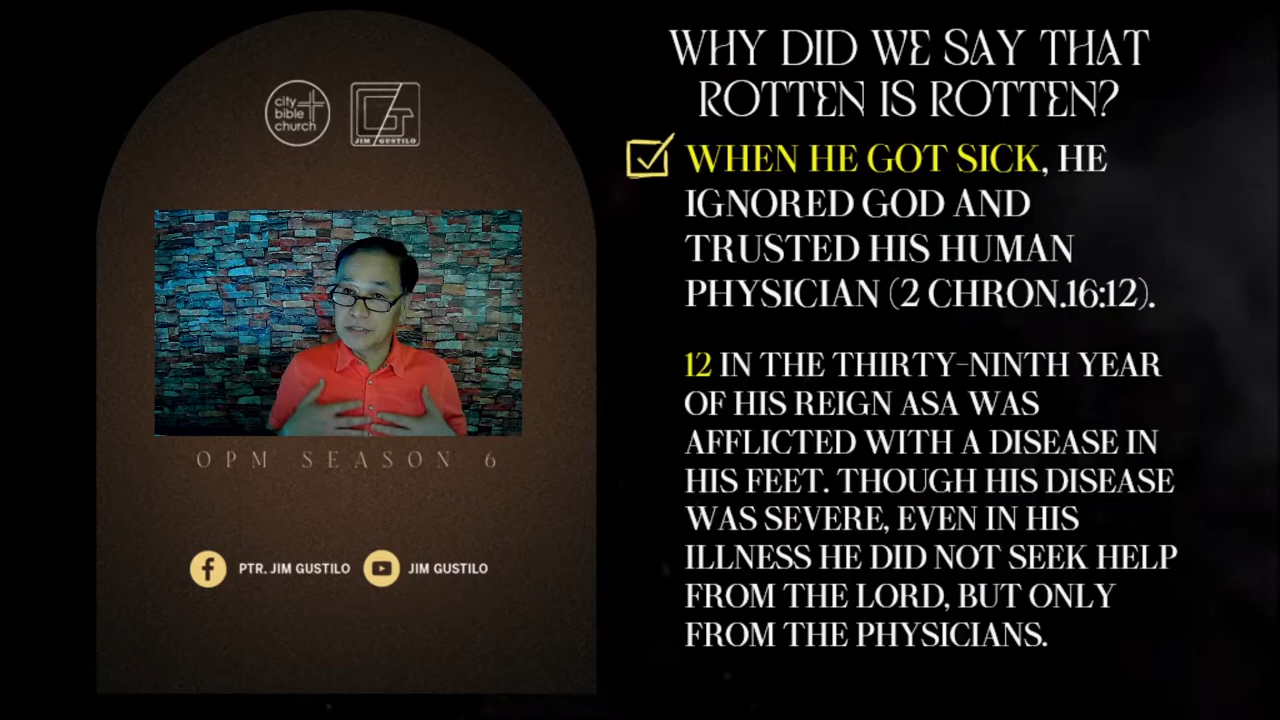 city
bible
church
JIM GUSTILO
OPM SEASON 6
PTR. JIM GUSTILO
JIM GUSTILO
WHY DID WE SAY THAT
ROTTEN IS ROTTEN?
WHEN HE GOT SICK, HE
IGNORED GOD AND
TRUSTED HIS HUMAN
PHYSICIAN (2 CHRON.16:12).
12 IN THE THIRTY-NINTH YEAR
OF HIS REIGN ASA WAS
AFFLICTED WITH A DISEASE IN
HIS FEET. THOUGH HIS DISEASE
WAS SEVERE, EVEN IN HIS
ILLNESS HE DID NOT SEEK HELP
FROM THE LORD, BUT ONLY
FROM THE PHYSICIANS.